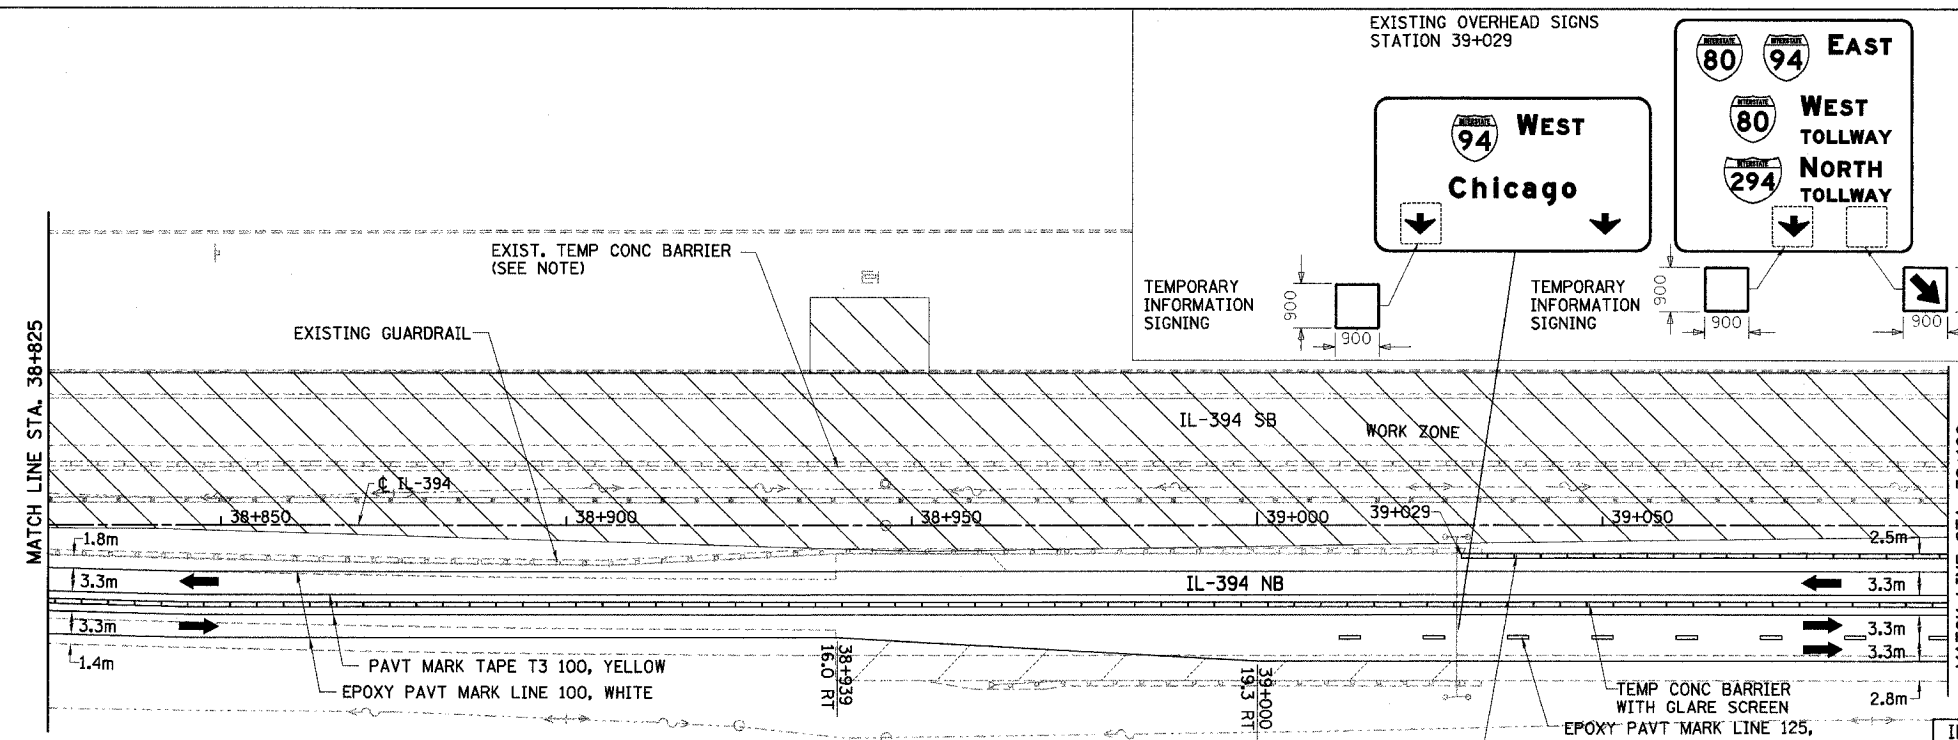 EXISTING OVERHEAD SIGNS
STATION 39+029
INTERSTATE
80
INTERSTATE
94
EAST
INTERSTATE
80
WEST
TOLLWAY
INTERSTATE
294
NORTH
TOLLWAY
INTERSTATE
94
WEST
Chicago
TEMPORARY
INFORMATION
SIGNING
900
900
TEMPORARY
INFORMATION
SIGNING
900
900
900
EXIST. TEMP CONC BARRIER
(SEE NOTE)
EXISTING GUARDRAIL
MATCH LINE STA. 38+825
IL-394 SB
WORK ZONE
℄ IL-394
38+850
38+900
38+950
39+000
39+029
39+050
1.8m
2.5m
3.3m
IL-394 NB
3.3m
3.3m
3.3m
1.4m
3.3m
PAVT MARK TAPE T3 100, YELLOW
EPOXY PAVT MARK LINE 100, WHITE
38+939
16.0 RT
39+000
19.3 RT
TEMP CONC BARRIER
WITH GLARE SCREEN
2.8m
EPOXY PAVT MARK LINE 125,